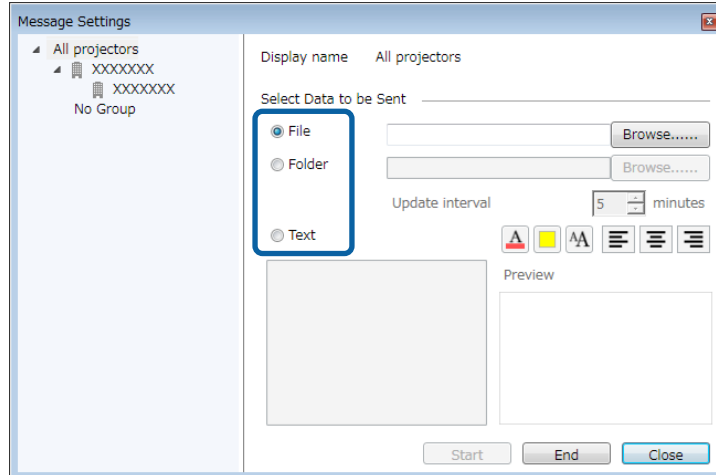 Message Settings
All projectors
XXXXXXX
XXXXXXX
No Group
Display name All projectors
Select Data to be Sent
File
Browse......
Folder
Browse......
Update interval 5 minutes
Text
A AA
Preview
Start End Close